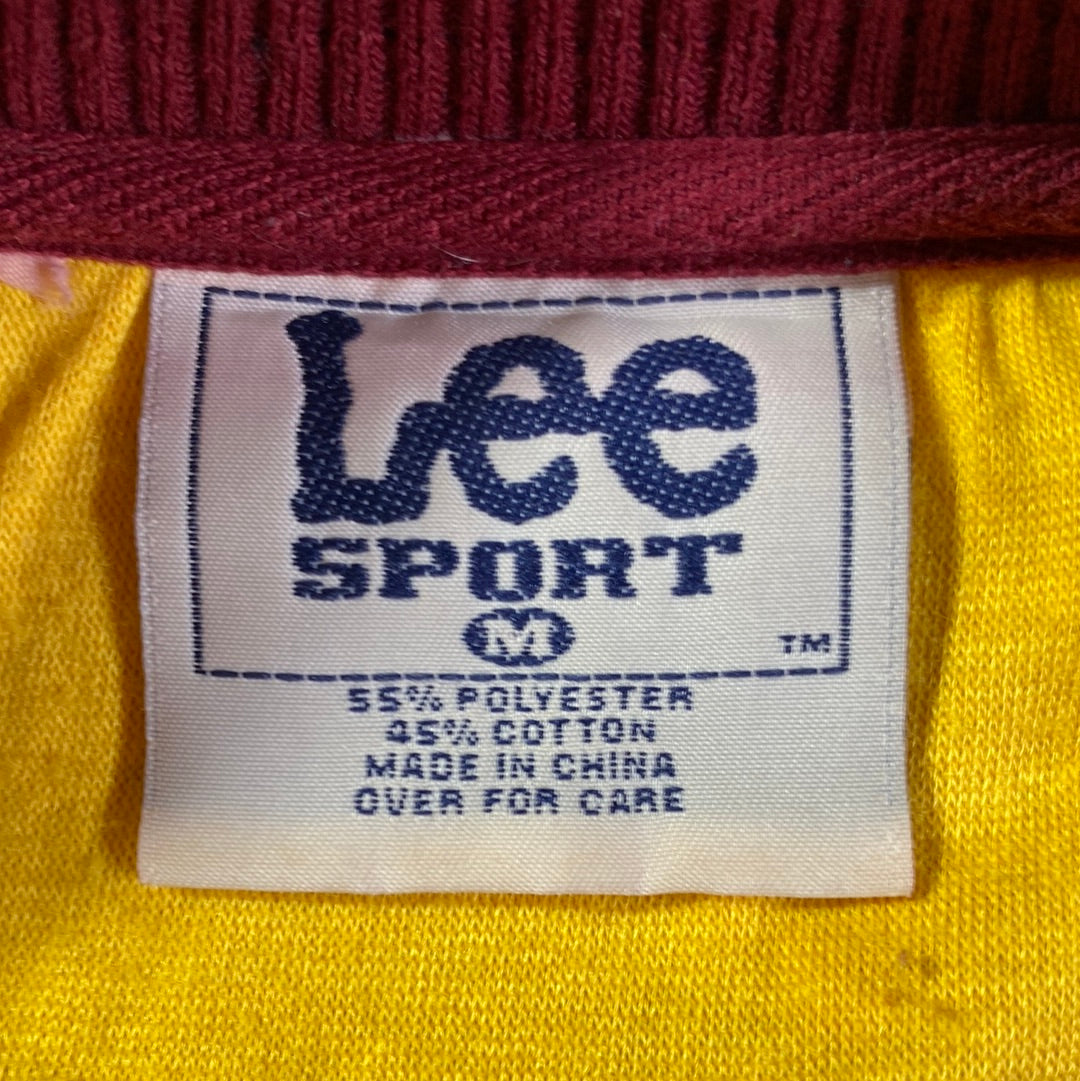 Lee
SPORT
M
TM
55% POLYESTER
45% COTTON
MADE IN CHINA
OVER FOR CARE